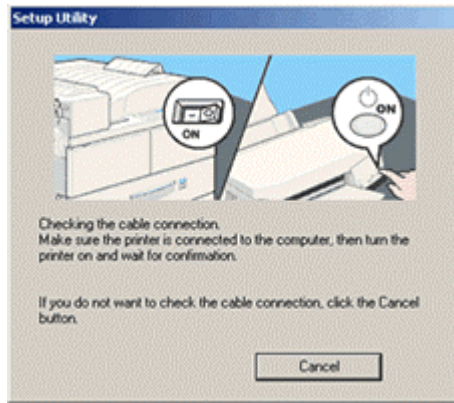 Setup Utility
ON
ON
Checking the cable connection.
Make sure the printer is connected to the computer, then turn the
printer on and wait for confirmation.
If you do not want to check the cable connection, click the Cancel
button.
Cancel